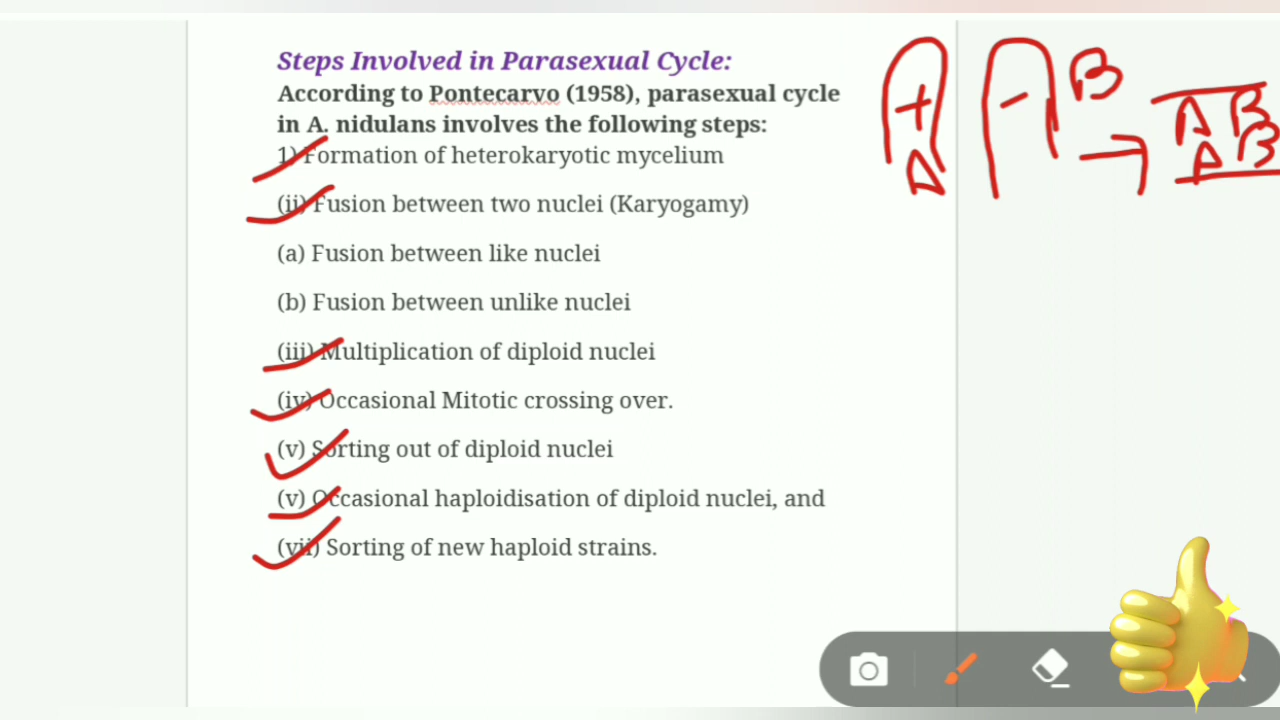 Steps Involved in Parasexual Cycle:
According to Pontecarvo (1958), parasexual cycle
in A. nidulans involves the following steps:
1) Formation of heterokaryotic mycelium
(ii) Fusion between two nuclei (Karyogamy)
(a) Fusion between like nuclei
(b) Fusion between unlike nuclei
(iii) Multiplication of diploid nuclei
(iv) Occasional Mitotic crossing over.
(v) Sorting out of diploid nuclei
(v) Occasional haploidisation of diploid nuclei, and
(vii) Sorting of new haploid strains.
+ - B
A
A B
A B